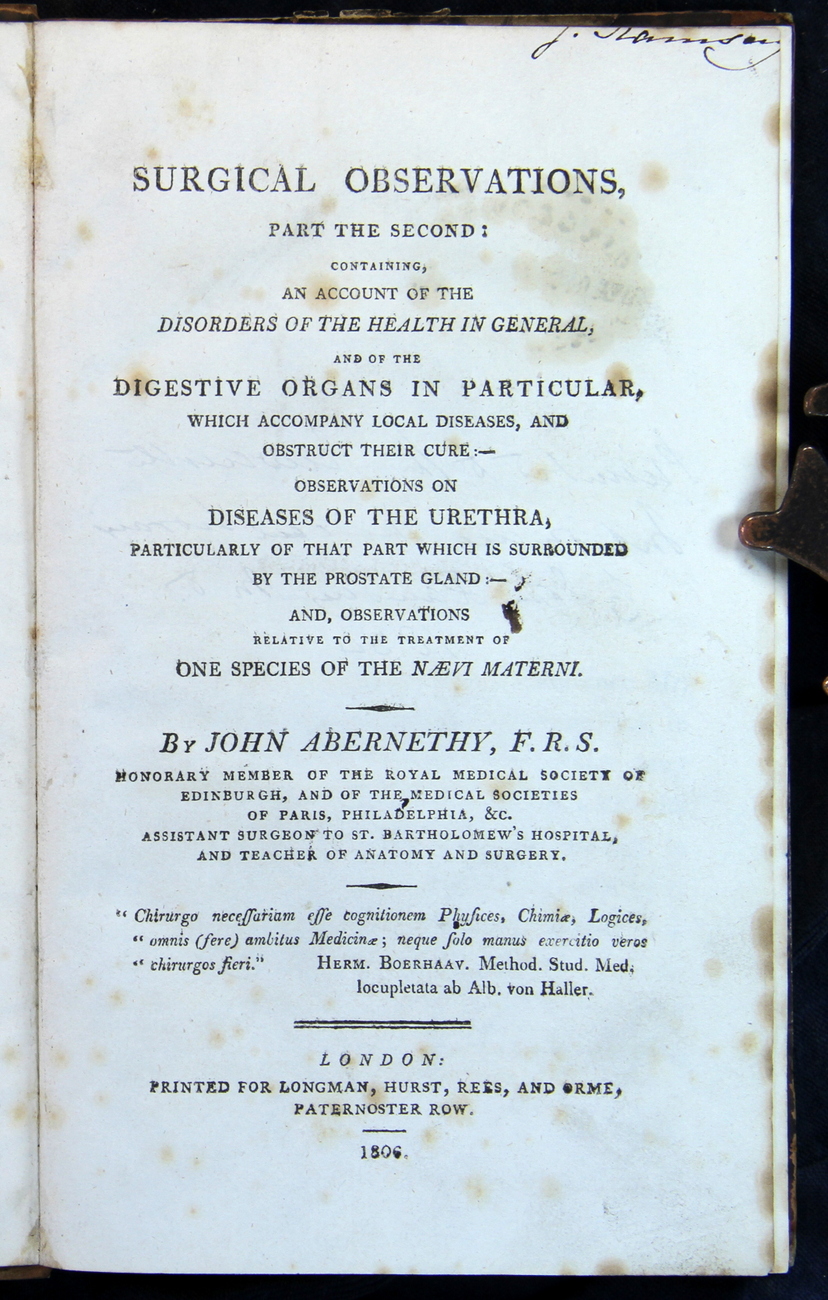 J. Ramsay
SURGICAL OBSERVATIONS,
PART THE SECOND:
CONTAINING,
AN ACCOUNT OF THE
DISORDERS OF THE HEALTH IN GENERAL,
AND OF THE
DIGESTIVE ORGANS IN PARTICULAR,
WHICH ACCOMPANY LOCAL DISEASES, AND
OBSTRUCT THEIR CURE:—
OBSERVATIONS ON
DISEASES OF THE URETHRA,
PARTICULARLY OF THAT PART WHICH IS SURROUNDED
BY THE PROSTATE GLAND:—
AND, OBSERVATIONS
RELATIVE TO THE TREATMENT OF
ONE SPECIES OF THE NÆVI MATERNI.
By JOHN ABERNETHY, F. R. S.
HONORARY MEMBER OF THE ROYAL MEDICAL SOCIETY OF
EDINBURGH, AND OF THE MEDICAL SOCIETIES
OF PARIS, PHILADELPHIA, &c.
ASSISTANT SURGEON TO ST. BARTHOLOMEW'S HOSPITAL,
AND TEACHER OF ANATOMY AND SURGERY.
“ Chirurgo neceſſariam eſſe cognitionem Phyſices, Chimiæ, Logices,
“ omnis (fere) ambitus Medicinæ; neque ſolo manus exercitio veros
“ chirurgos fieri.” HERM. BOERHAAV. Method. Stud. Med.
locupletata ab Alb. von Haller.
LONDON:
PRINTED FOR LONGMAN, HURST, REES, AND ORME,
PATERNOSTER ROW.
1806.